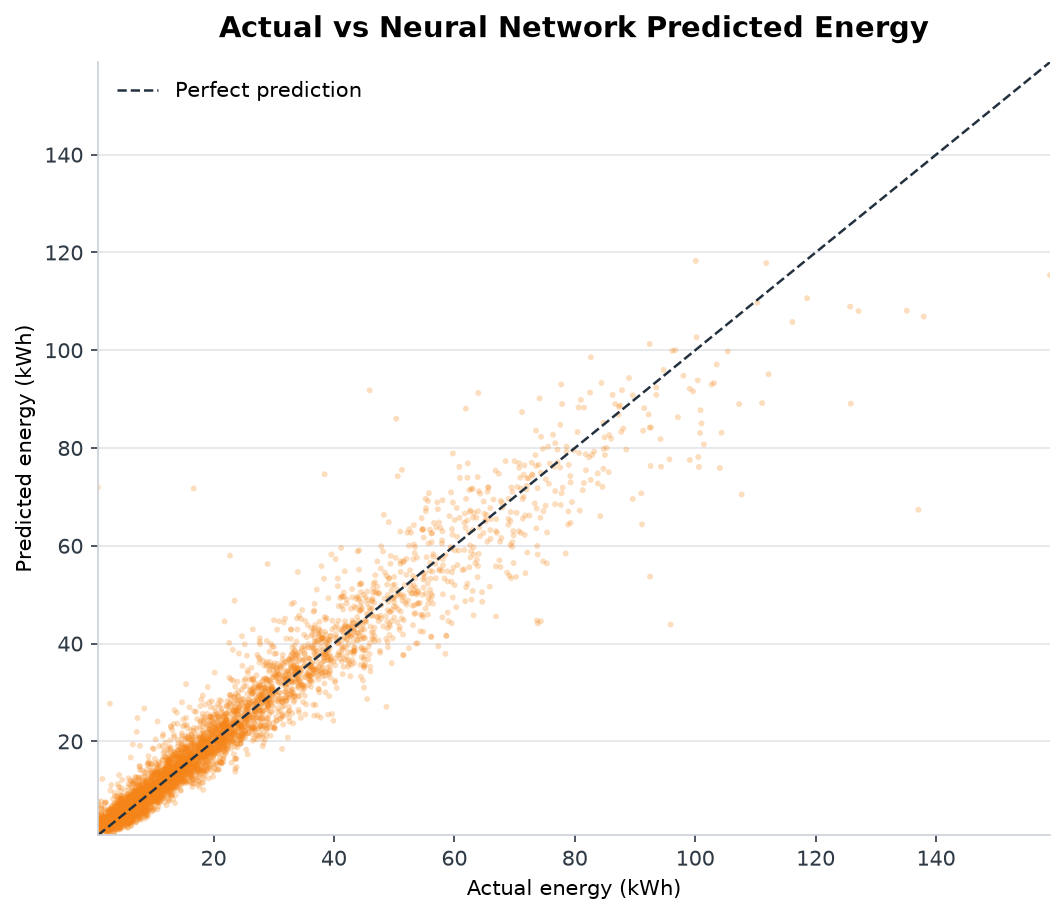 Actual vs Neural Network Predicted Energy
Perfect prediction
140
120
100
80
60
40
20
Predicted energy (kWh)
20 40 60 80 100 120 140
Actual energy (kWh)